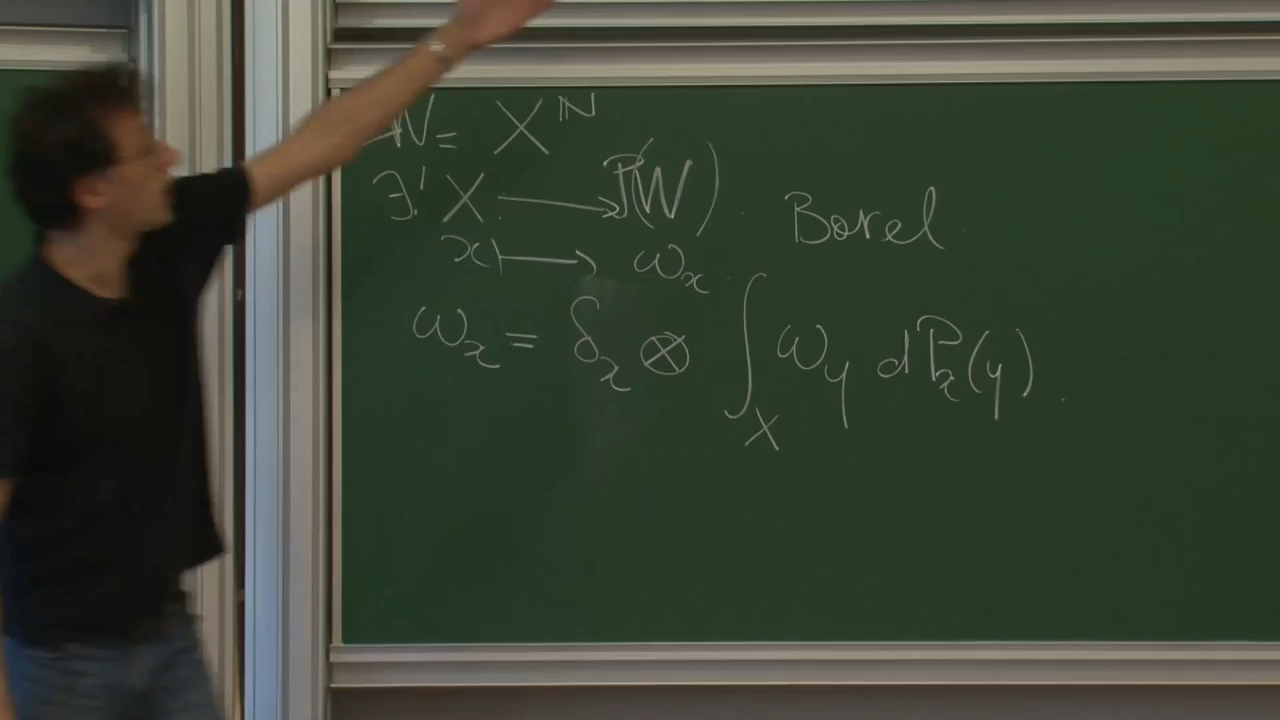 W = X^ℕ
∃! X ⟶ P(W) Borel
x ⟼ ω_x
ω_x = δ_x ⊗ ∫_X ω_y dP_x(y).